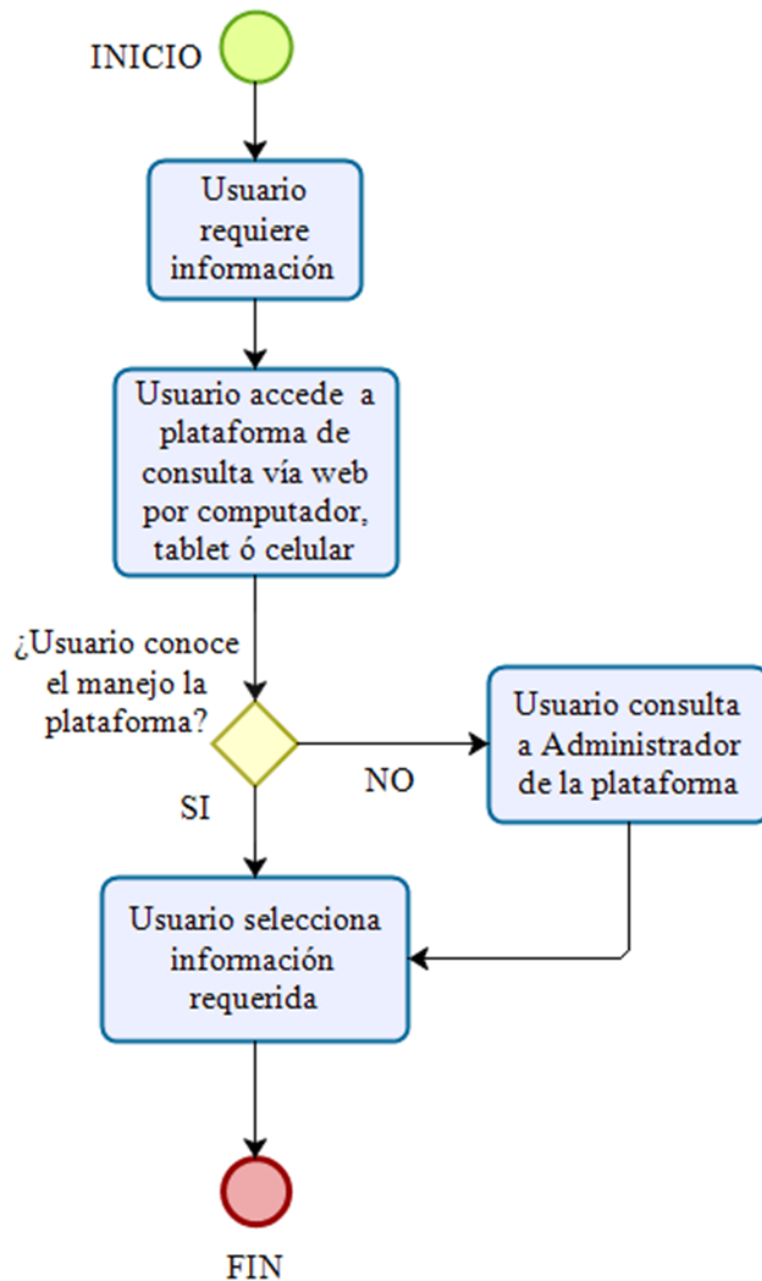 INICIO
Usuario
requiere
información
Usuario accede a
plataforma de
consulta vía web
por computador,
tablet ó celular
¿Usuario conoce
el manejo la
plataforma?
NO
Usuario consulta
a Administrador
de la plataforma
SI
Usuario selecciona
información
requerida
FIN